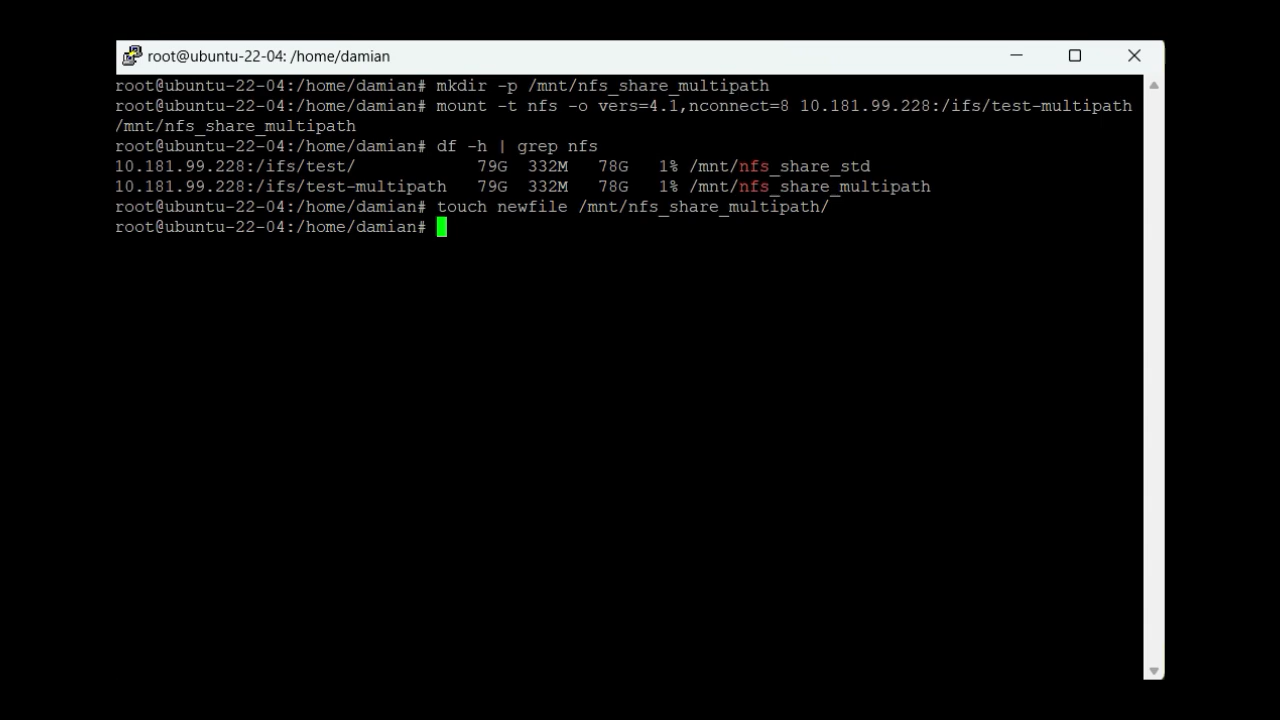 root@ubuntu-22-04: /home/damian
root@ubuntu-22-04:/home/damian# mkdir -p /mnt/nfs_share_multipath
root@ubuntu-22-04:/home/damian# mount -t nfs -o vers=4.1,nconnect=8 10.181.99.228:/ifs/test-multipath
/mnt/nfs_share_multipath
root@ubuntu-22-04:/home/damian# df -h | grep nfs
10.181.99.228:/ifs/test/            79G  332M   78G   1% /mnt/nfs_share_std
10.181.99.228:/ifs/test-multipath   79G  332M   78G   1% /mnt/nfs_share_multipath
root@ubuntu-22-04:/home/damian# touch newfile /mnt/nfs_share_multipath/
root@ubuntu-22-04:/home/damian#